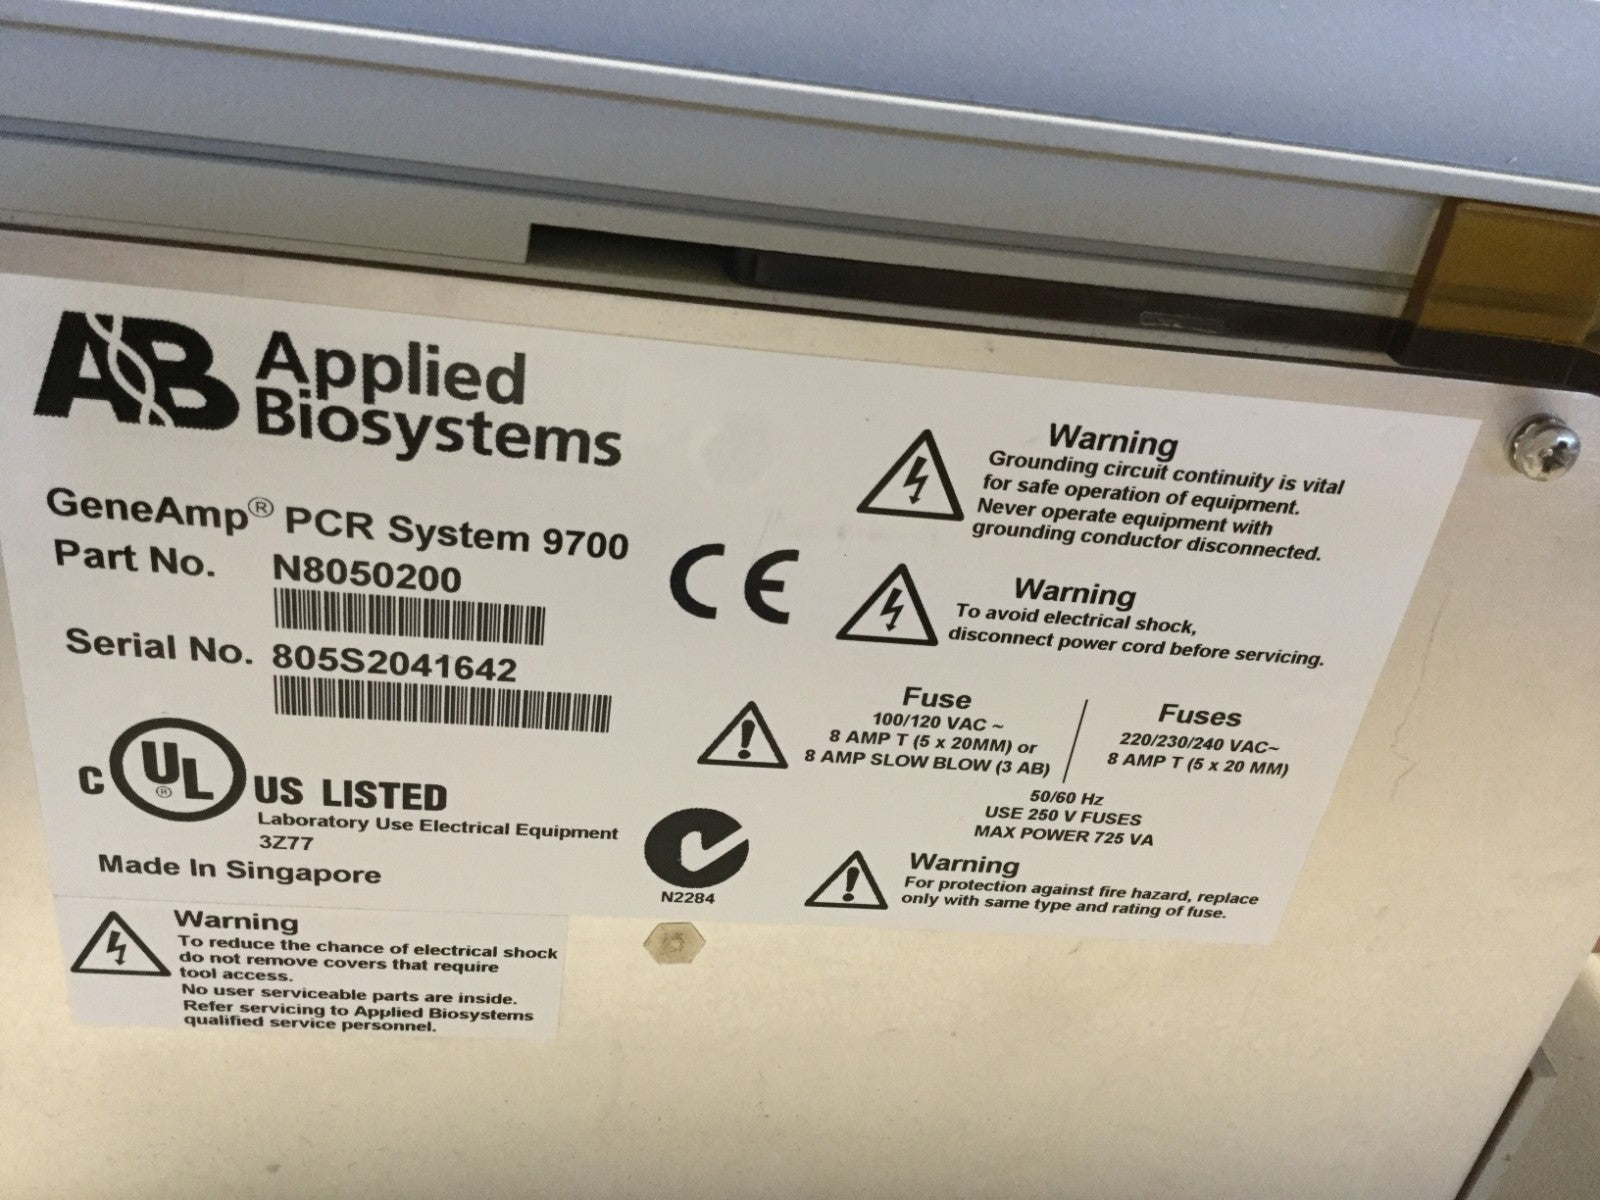 AB Applied
Biosystems
GeneAmp® PCR System 9700
Part No. N8050200
Serial No. 805S2041642
C UL ® US LISTED
Laboratory Use Electrical Equipment
3Z77
Made In Singapore
CE
N2284
Warning
Grounding circuit continuity is vital
for safe operation of equipment.
Never operate equipment with
grounding conductor disconnected.
Warning
To avoid electrical shock,
disconnect power cord before servicing.
Fuse
100/120 VAC ~
8 AMP T (5 x 20MM) or
8 AMP SLOW BLOW (3 AB)
Fuses
220/230/240 VAC~
8 AMP T (5 x 20 MM)
50/60 Hz
USE 250 V FUSES
MAX POWER 725 VA
Warning
For protection against fire hazard, replace
only with same type and rating of fuse.
Warning
To reduce the chance of electrical shock
do not remove covers that require
tool access.
No user serviceable parts are inside.
Refer servicing to Applied Biosystems
qualified service personnel.